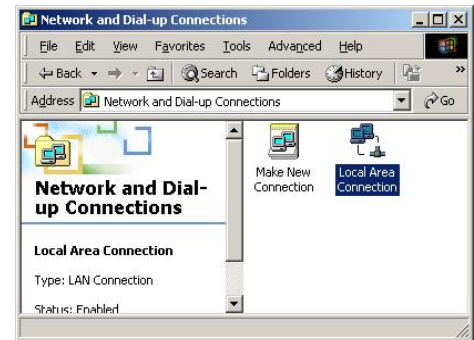 Network and Dial-up Connections
File Edit View Favorites Tools Advanced Help
Back Search Folders History »
Address Network and Dial-up Connections Go
Network and Dial-
up Connections
Local Area Connection
Type: LAN Connection
Status: Enabled
Make New
Connection
Local Area
Connection